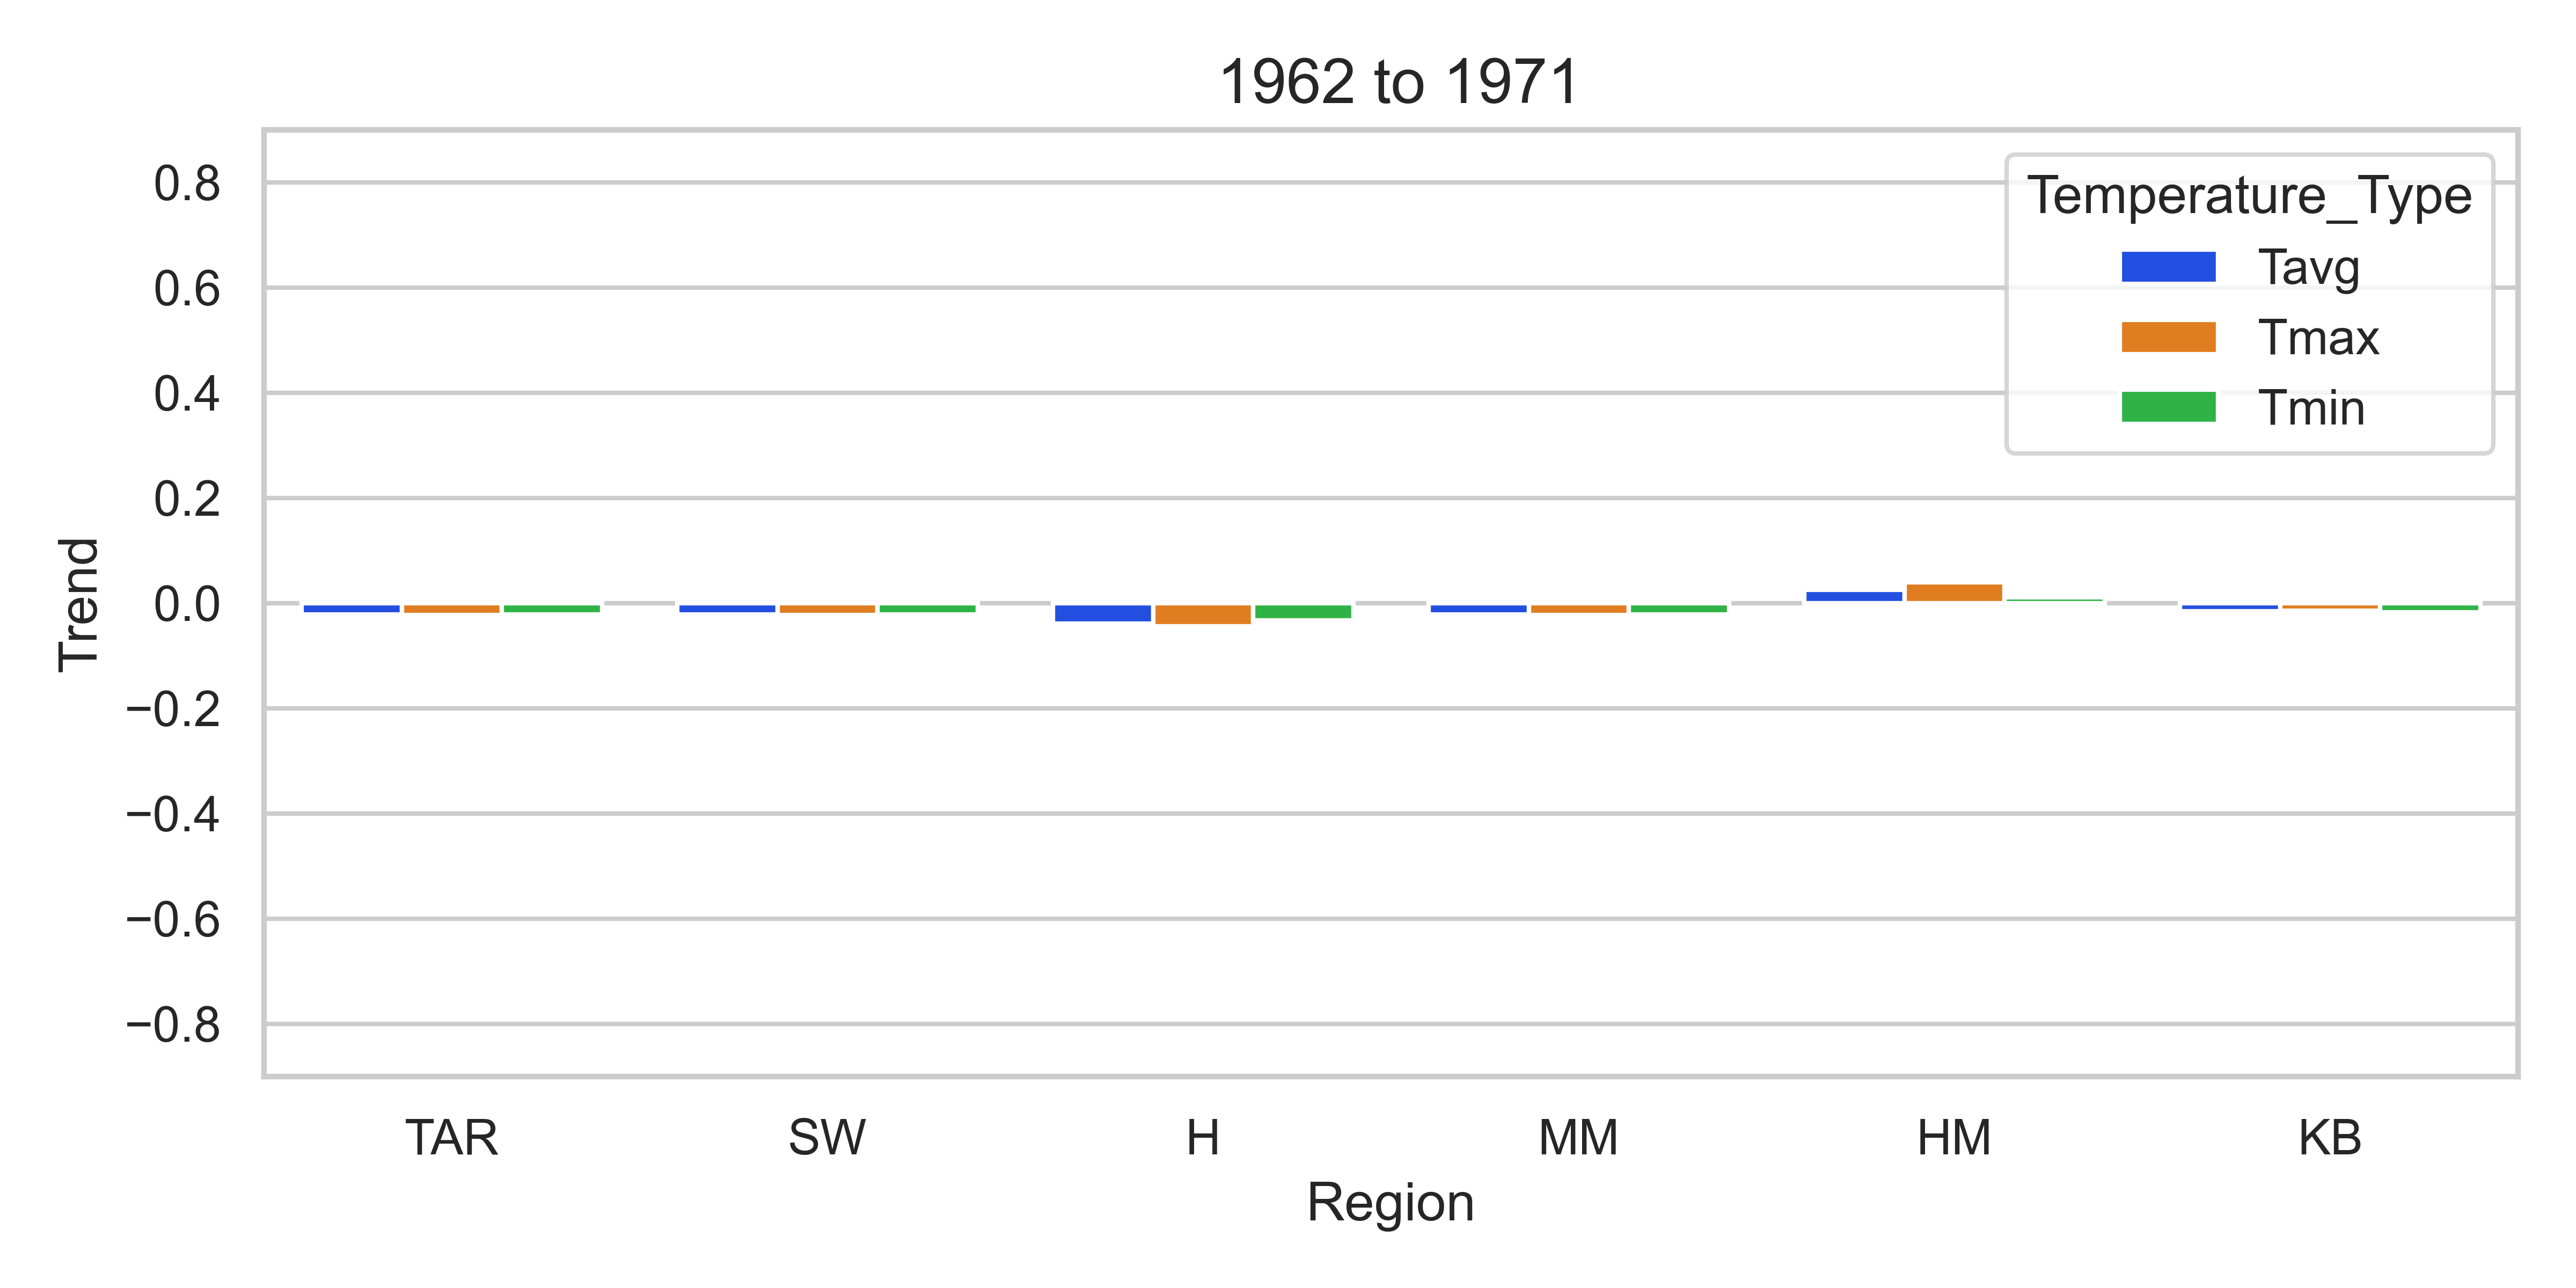 1962 to 1971
0.8
0.6
0.4
0.2
0.0
−0.2
−0.4
−0.6
−0.8
Trend
Temperature_Type
Tavg
Tmax
Tmin
TAR SW H MM HM KB
Region